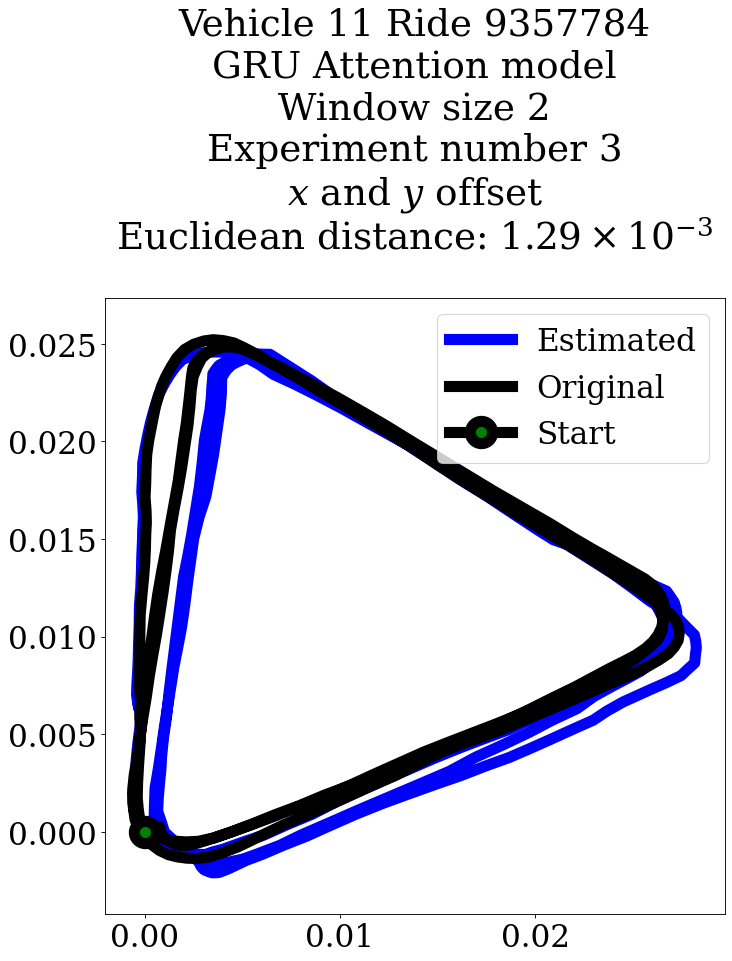 Vehicle 11 Ride 9357784
GRU Attention model
Window size 2
Experiment number 3
x and y offset
Euclidean distance: 1.29 × 10⁻³
Estimated
Original
Start
0.025
0.020
0.015
0.010
0.005
0.000
0.00 0.01 0.02